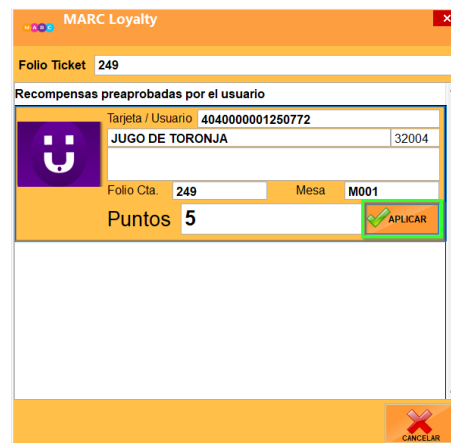 MARC MARC Loyalty
Folio Ticket 249
Recompensas preaprobadas por el usuario
Tarjeta / Usuario 4040000001250772
JUGO DE TORONJA 32004
Folio Cta. 249 Mesa M001
Puntos 5 APLICAR
CANCELAR